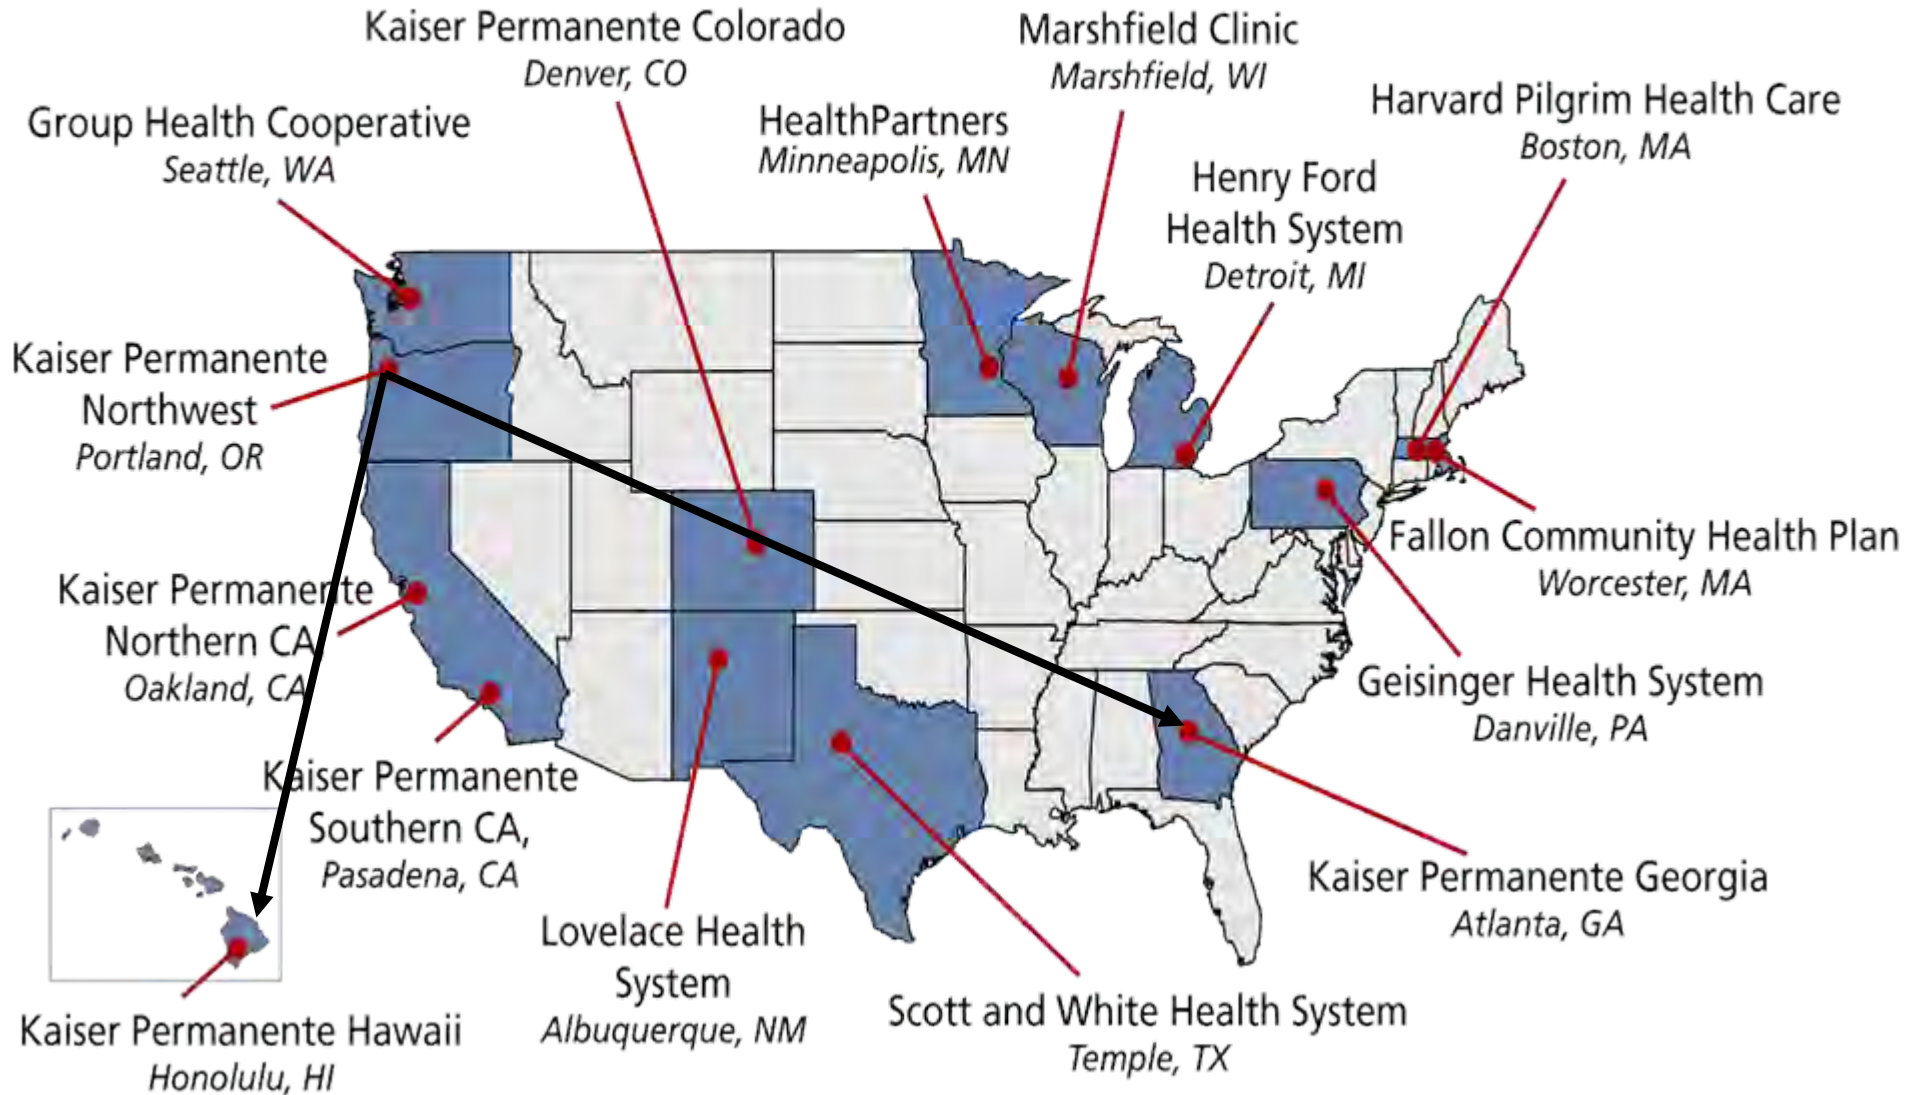 Kaiser Permanente Colorado
Denver, CO
Marshfield Clinic
Marshfield, WI
Group Health Cooperative
Seattle, WA
HealthPartners
Minneapolis, MN
Harvard Pilgrim Health Care
Boston, MA
Henry Ford
Health System
Detroit, MI
Kaiser Permanente
Northwest
Portland, OR
Fallon Community Health Plan
Worcester, MA
Kaiser Permanente
Northern CA
Oakland, CA
Geisinger Health System
Danville, PA
Kaiser Permanente
Southern CA,
Pasadena, CA
Kaiser Permanente Georgia
Atlanta, GA
Lovelace Health
System
Albuquerque, NM
Scott and White Health System
Temple, TX
Kaiser Permanente Hawaii
Honolulu, HI